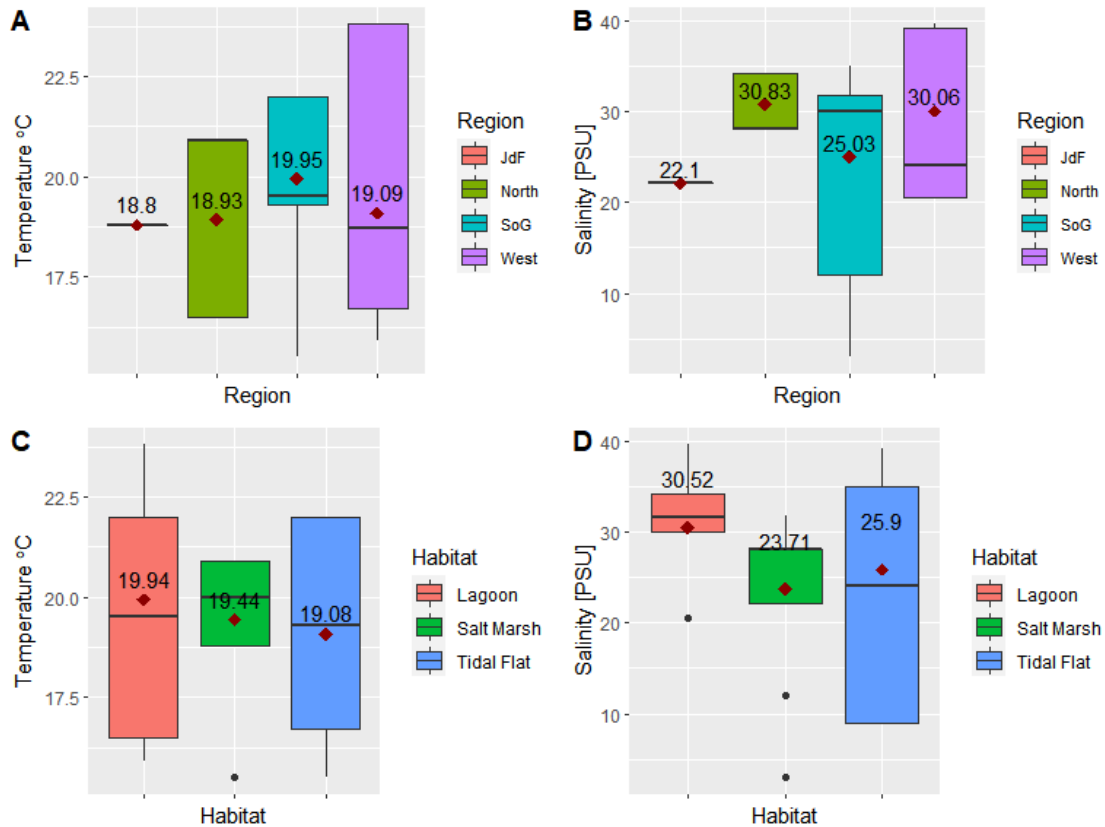 A
Temperature °C
22.5
20.0
17.5
18.8
18.93
19.95
19.09
Region
Region
JdF
North
SoG
West
B
Salinity [PSU]
40
30
20
10
22.1
30.83
25.03
30.06
Region
Region
JdF
North
SoG
West
C
Temperature °C
22.5
20.0
17.5
19.94
19.44
19.08
Habitat
Habitat
Lagoon
Salt Marsh
Tidal Flat
D
Salinity [PSU]
40
30
20
10
30.52
23.71
25.9
Habitat
Habitat
Lagoon
Salt Marsh
Tidal Flat